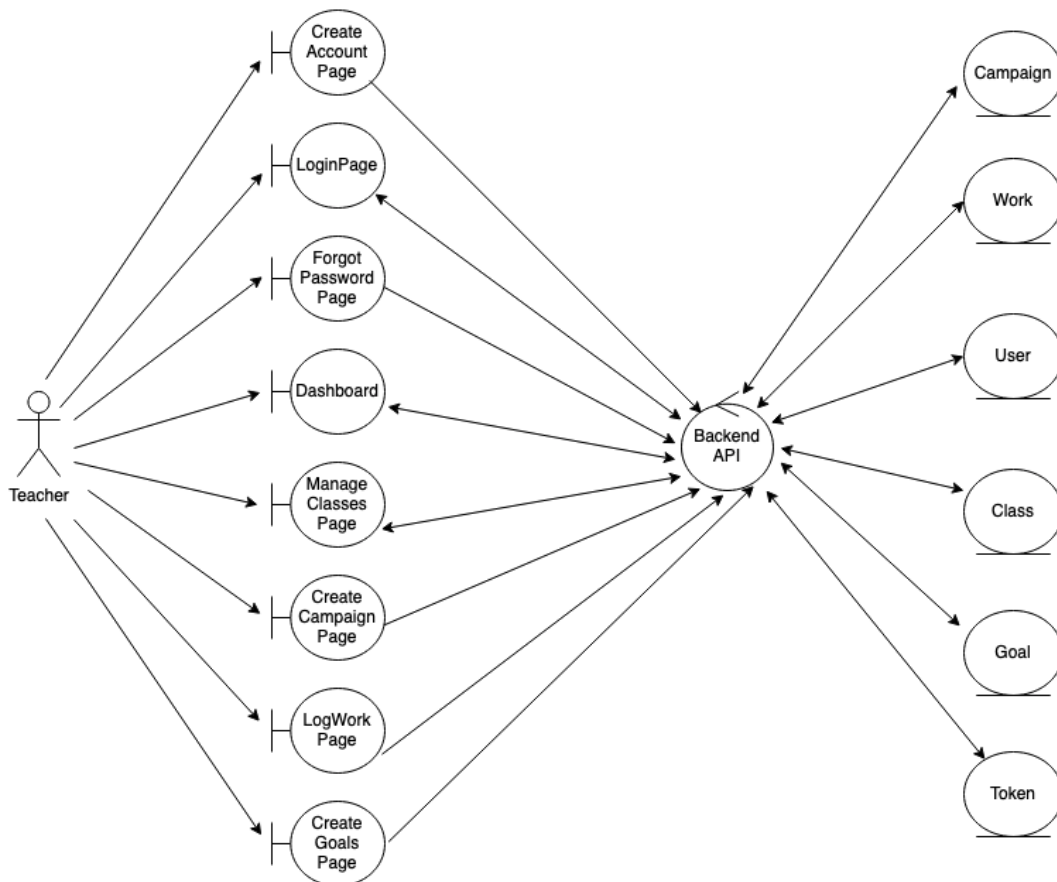 Create
Account
Page
LoginPage
Forgot
Password
Page
Dashboard
Manage
Classes
Page
Create
Campaign
Page
LogWork
Page
Create
Goals
Page
Teacher
Backend
API
Campaign
Work
User
Class
Goal
Token